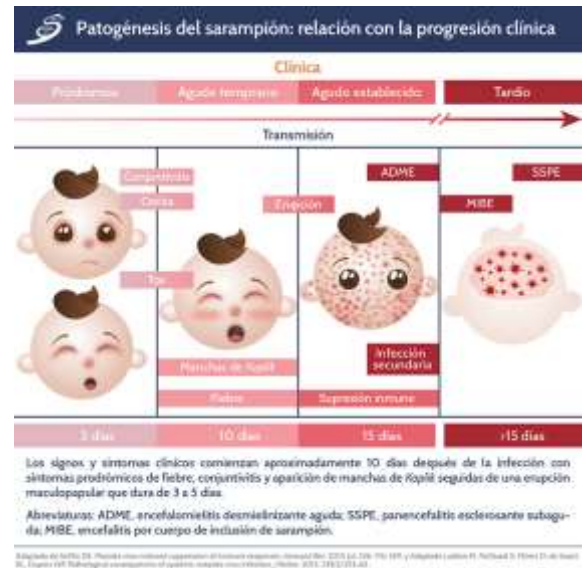 Patogénesis del sarampión: relación con la progresión clínica
Clínica
Pródromos Agudo temprano Agudo establecido Tardío
Transmisión
Conjuntivitis
Coriza
Tos
Manchas de Koplik
Fiebre
Erupción
ADME
Infección
secundaria
Supresión inmune
SSPE
MIBE
10 días 15 días >15 días
Los signos y síntomas clínicos comienzan aproximadamente 10 días después de la infección con
síntomas prodrómicos de fiebre, conjuntivitis y aparición de manchas de Koplik seguidas de una erupción
maculopapular que dura de 3 a 5 días.
Abreviaturas: ADME, encefalomielitis desmielinizante aguda; SSPE, panencefalitis esclerosante subagu-
da; MIBE, encefalitis por cuerpo de inclusión de sarampión.